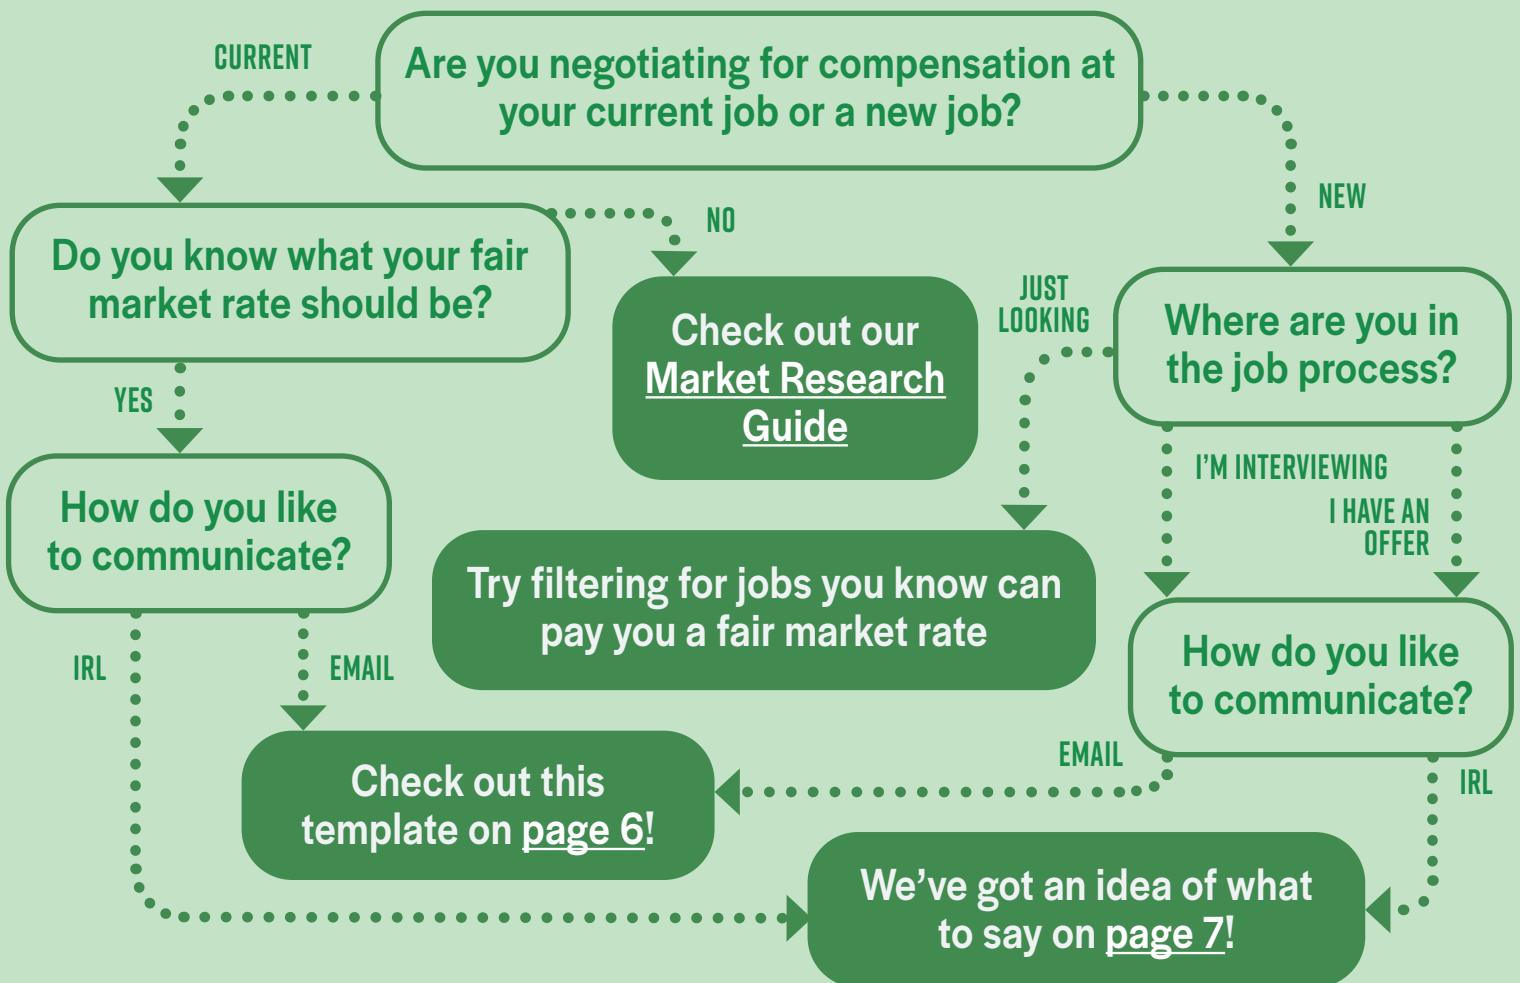 Are you negotiating for compensation at
your current job or a new job?
CURRENT
NEW
Do you know what your fair
market rate should be?
NO
YES
Check out our
Market Research
Guide
JUST
LOOKING
Where are you in
the job process?
I'M INTERVIEWING
I HAVE AN
OFFER
How do you like
to communicate?
Try filtering for jobs you know can
pay you a fair market rate
How do you like
to communicate?
IRL
EMAIL
EMAIL
IRL
Check out this
template on page 6!
We've got an idea of what
to say on page 7!